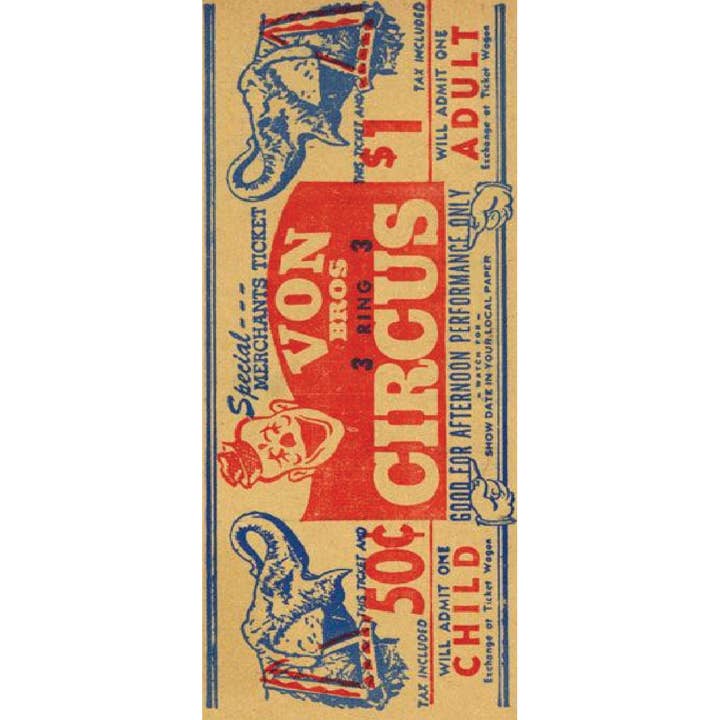 Special---
MERCHANTS TICKET
VON
BROS
3 RING 3
CIRCUS
THIS TICKET AND
50¢
TAX INCLUDED
WILL ADMIT ONE
CHILD
Exchange at Ticket Wagon
GOOD FOR AFTERNOON PERFORMANCE ONLY
- WATCH FOR -
SHOW DATE IN YOUR LOCAL PAPER
THIS TICKET AND
$1
TAX INCLUDED
WILL ADMIT ONE
ADULT
Exchange at Ticket Wagon